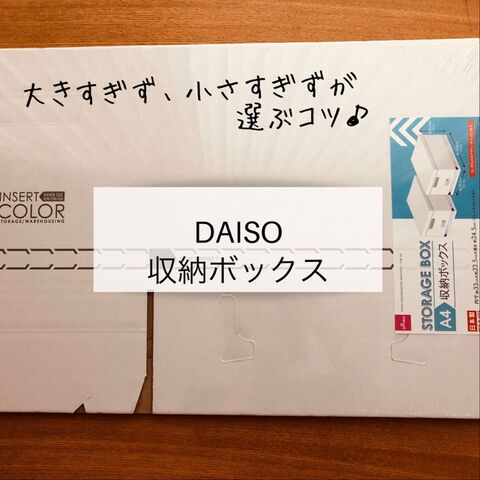 大きすぎず、小さすぎずが
選ぶコツ♪
INSERT
COLOR
STORAGE/WAREHOUSING
DAISO
収納ボックス
STORAGE BOX
A4 収納ボックス
日本製